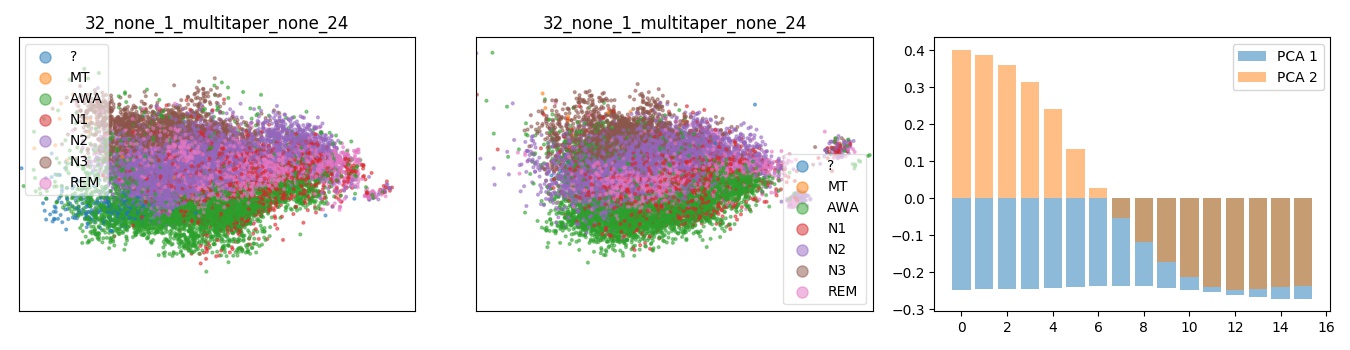 32_none_1_multitaper_none_24
?
MT
AWA
N1
N2
N3
REM
32_none_1_multitaper_none_24
?
MT
AWA
N1
N2
N3
REM
PCA 1
PCA 2
0.4
0.3
0.2
0.1
0.0
−0.1
−0.2
−0.3
0 2 4 6 8 10 12 14 16